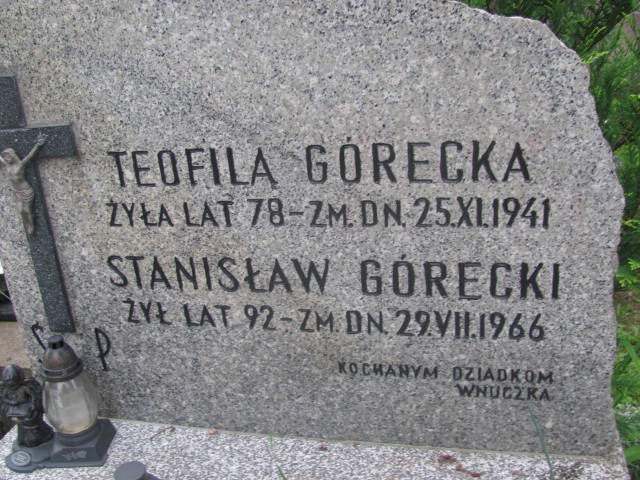 TEOFILA GÓRECKA
ŻYŁA LAT 78 – ZM. DN. 25.XI.1941
STANISŁAW GÓRECKI
ŻYŁ LAT 92 – ZM. DN. 29.VII.1966
Ś P
KOCHANYM DZIADKOM
WNUCZKA